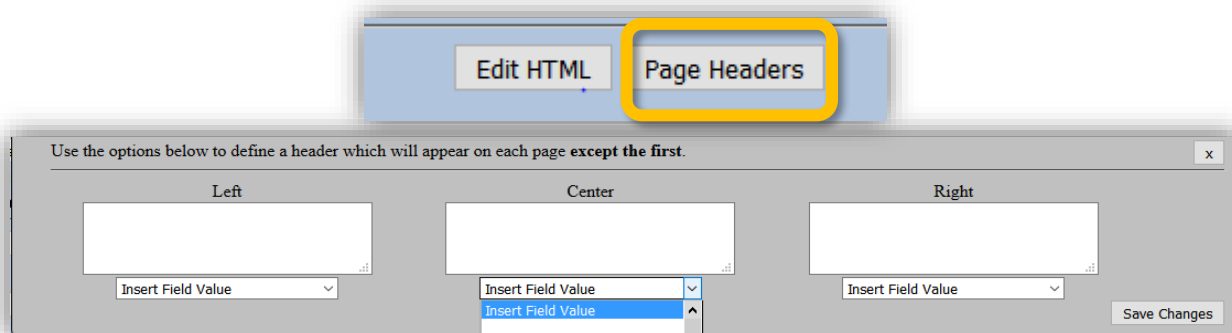 Edit HTML Page Headers
Use the options below to define a header which will appear on each page except the first. x
Left Center Right
Insert Field Value Insert Field Value Insert Field Value
Insert Field Value
Save Changes